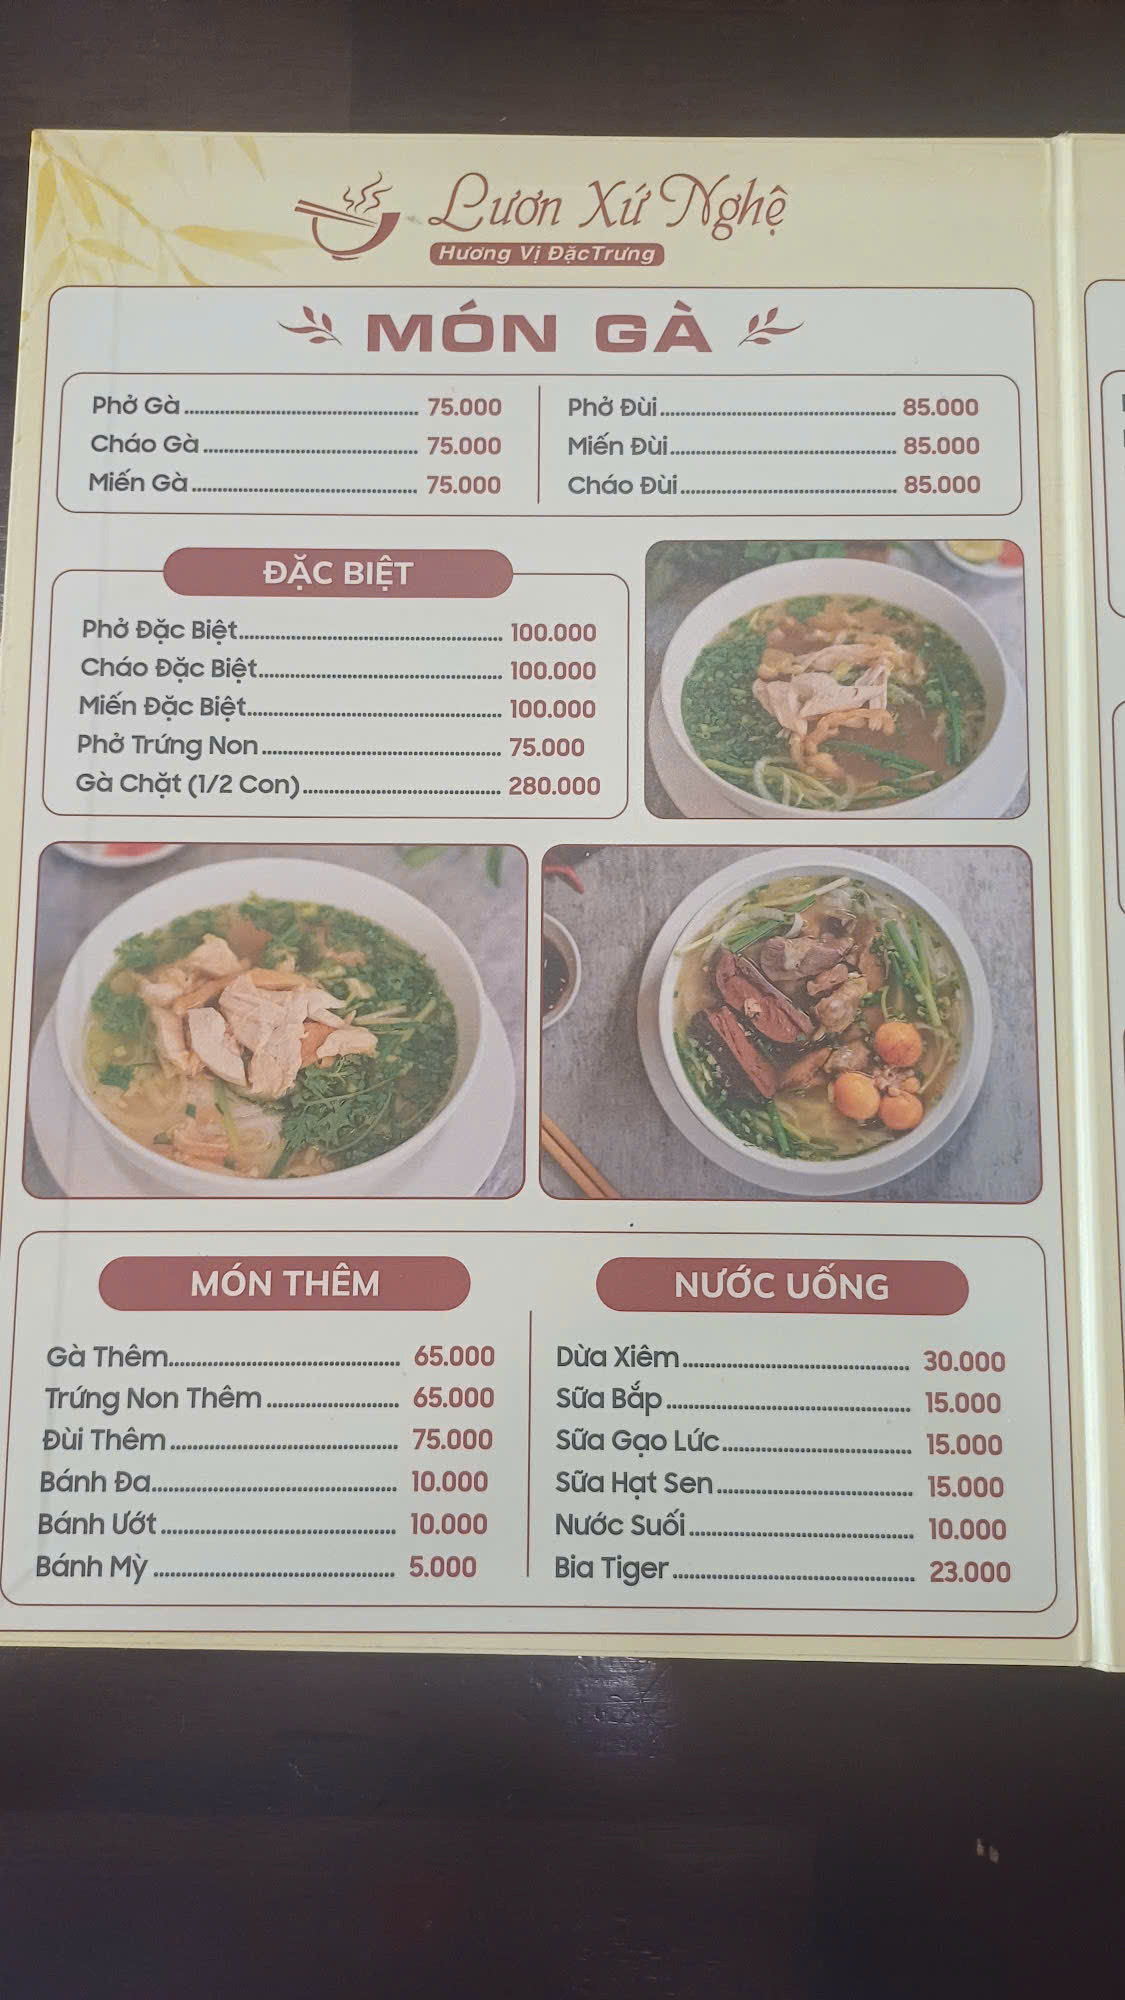 Lươn Xứ Nghệ
Hương Vị ĐặcTrưng
MÓN GÀ
Phở Gà 75.000
Cháo Gà 75.000
Miến Gà 75.000
Phở Đùi 85.000
Miến Đùi 85.000
Cháo Đùi 85.000
ĐẶC BIỆT
Phở Đặc Biệt 100.000
Cháo Đặc Biệt 100.000
Miến Đặc Biệt 100.000
Phở Trứng Non 75.000
Gà Chặt (1/2 Con) 280.000
MÓN THÊM
Gà Thêm 65.000
Trứng Non Thêm 65.000
Đùi Thêm 75.000
Bánh Đa 10.000
Bánh Ướt 10.000
Bánh Mỳ 5.000
NƯỚC UỐNG
Dừa Xiêm 30.000
Sữa Bắp 15.000
Sữa Gạo Lức 15.000
Sữa Hạt Sen 15.000
Nước Suối 10.000
Bia Tiger 23.000